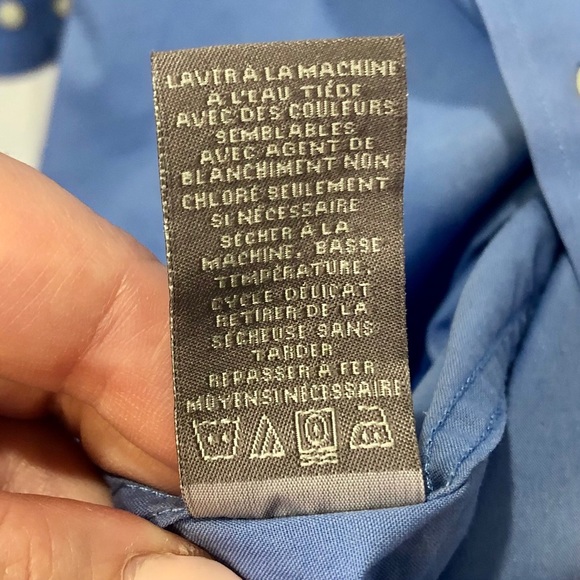 LAVER À LA MACHINE
À L'EAU TIÉDE
AVEC DES COULEURS
SEMBLABLES
AVEC AGENT DE
BLANCHIMENT NON
CHLORÉ SEULEMENT
SI NÉCESSAIRE
SÉCHER À LA
MACHINE, BASSE
TEMPÉRATURE,
CYCLE DÉLICAT
RETIRER DE LA
SÉCHEUSE SANS
TARDER
REPASSER À FER
MOYEN SI NÉCESSAIRE